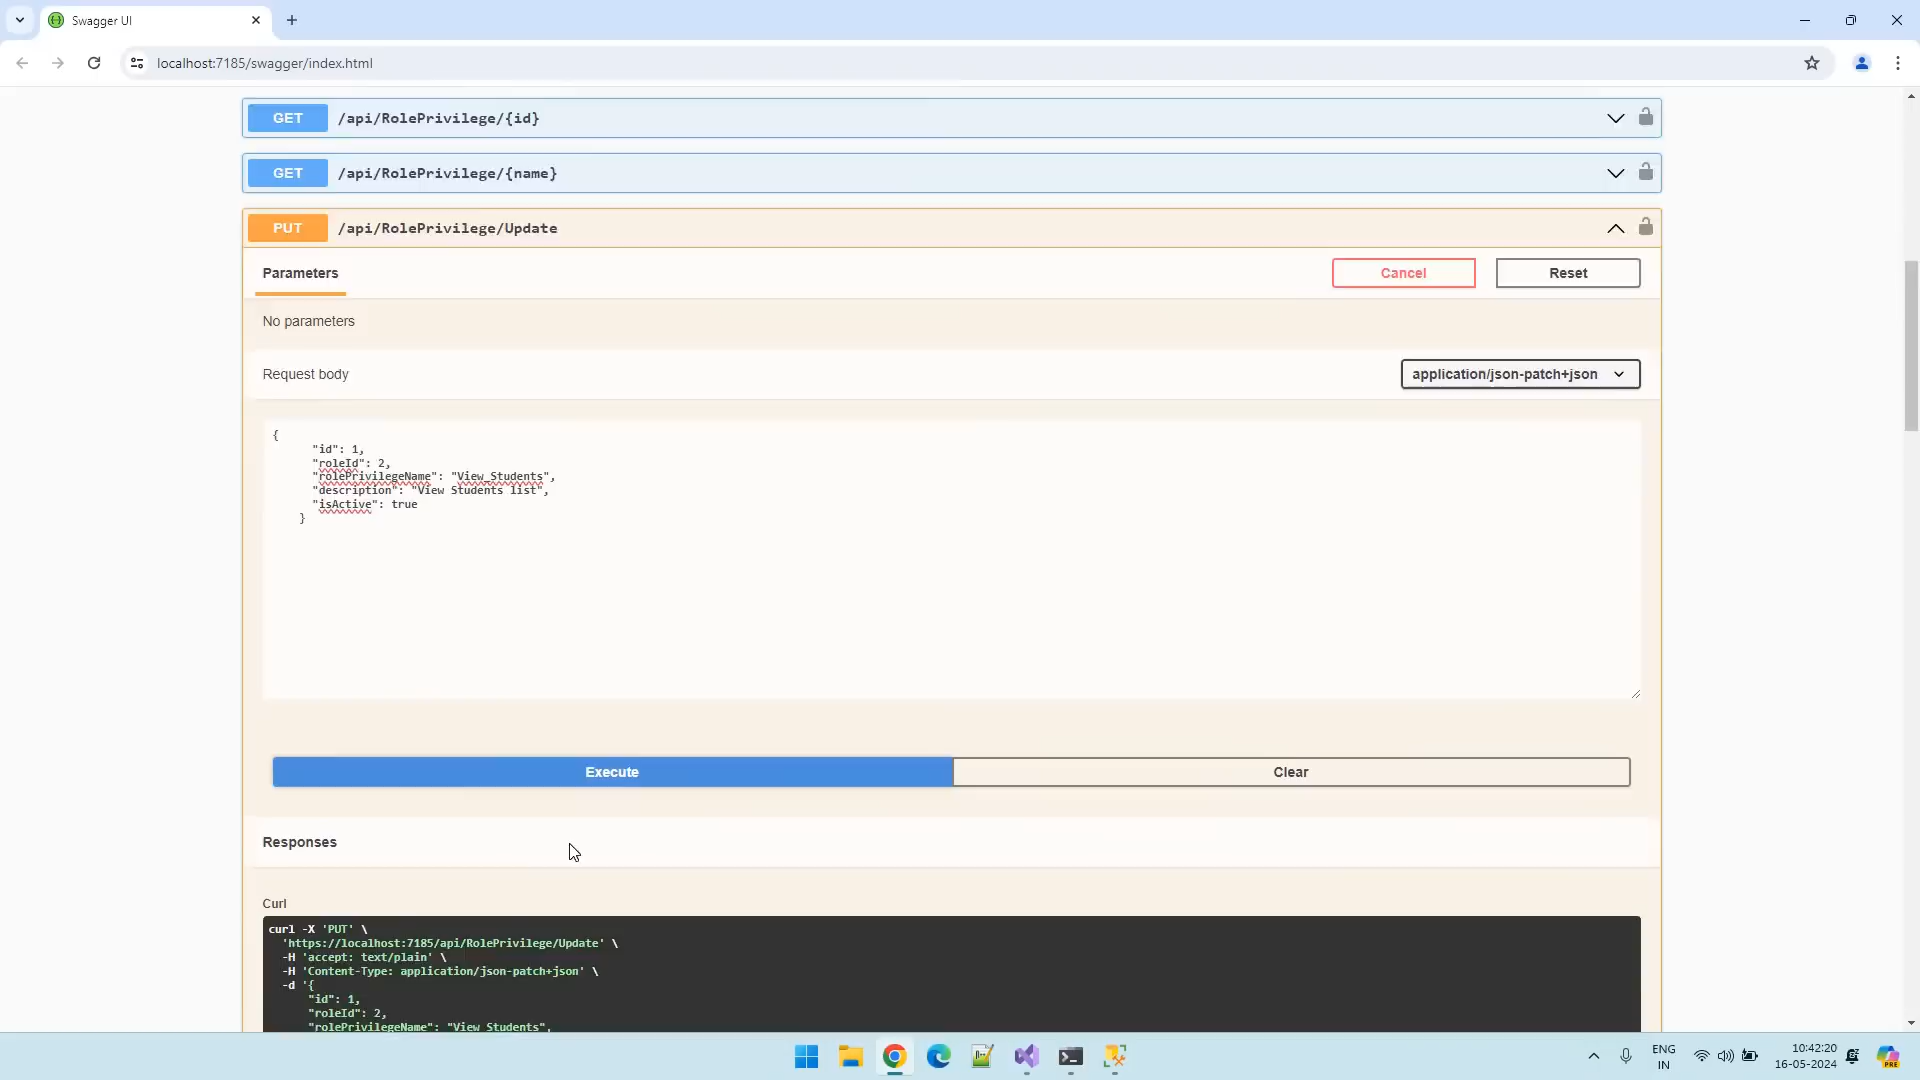 Swagger UI
localhost:7185/swagger/index.html
GET /api/RolePrivilege/{id}
GET /api/RolePrivilege/{name}
PUT /api/RolePrivilege/Update
Parameters
Cancel
Reset
No parameters
Request body
application/json-patch+json
{
"id": 1,
"roleId": 2,
"rolePrivilegeName": "View_Students",
"description": "View Students list",
"isActive": true
}
Execute
Clear
Responses
Curl
curl -X 'PUT' \
'https://localhost:7185/api/RolePrivilege/Update' \
-H 'accept: text/plain' \
-H 'Content-Type: application/json-patch+json' \
-d '{
"id": 1,
"roleId": 2,
"rolePrivilegeName": "View_Students",
ENG
IN
10:42:20
16-05-2024
PRE